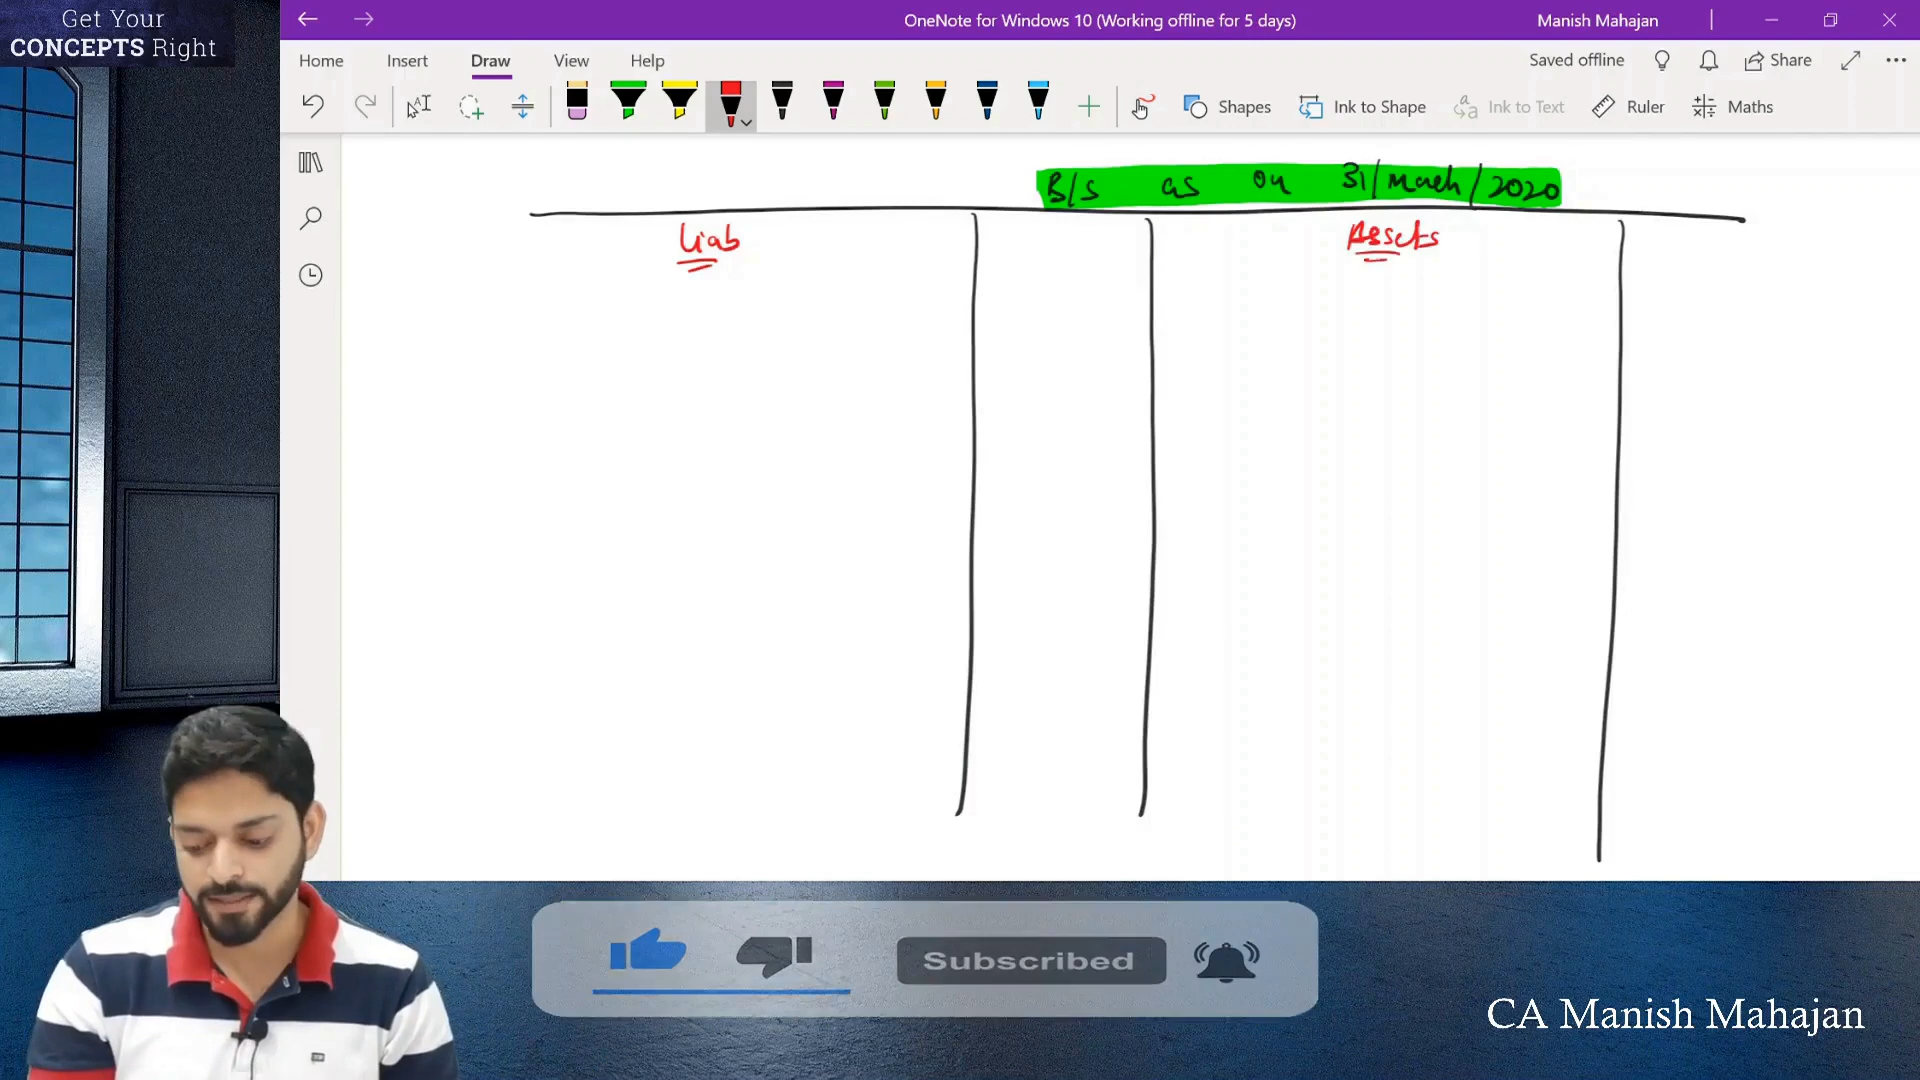 Get Your
CONCEPTS Right
OneNote for Windows 10 (Working offline for 5 days)
Manish Mahajan
Home
Insert
Draw
View
Help
Saved offline
Share
Shapes
Ink to Shape
Ink to Text
Ruler
Maths
B/S as on 31/March/2020
Liab
Assets
Subscribed
CA Manish Mahajan